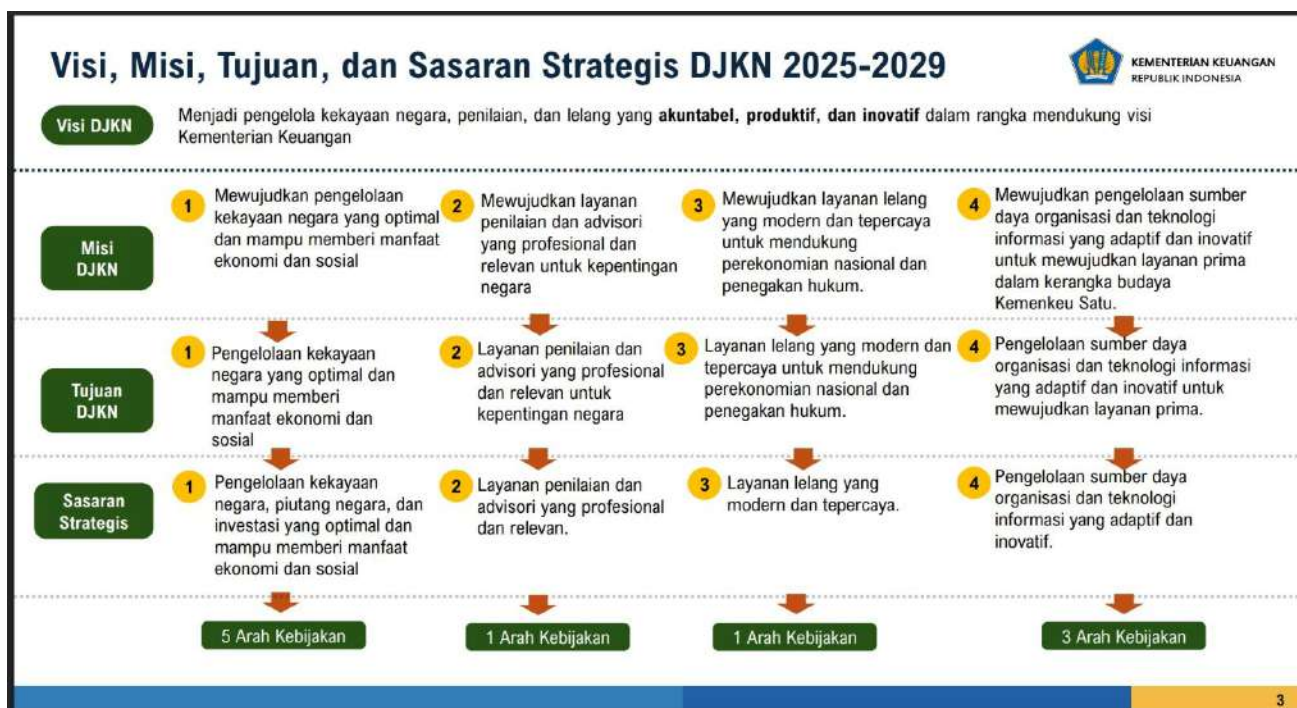 Visi, Misi, Tujuan, dan Sasaran Strategis DJKN 2025-2029
KEMENTERIAN KEUANGAN
REPUBLIK INDONESIA
Visi DJKN
Menjadi pengelola kekayaan negara, penilaian, dan lelang yang akuntabel, produktif, dan inovatif dalam rangka mendukung visi
Kementerian Keuangan
Misi
DJKN
1
Mewujudkan pengelolaan
kekayaan negara yang optimal
dan mampu memberi manfaat
ekonomi dan sosial
2
Mewujudkan layanan
penilaian dan advisori
yang profesional dan
relevan untuk kepentingan
negara
3
Mewujudkan layanan lelang
yang modern dan tepercaya
untuk mendukung
perekonomian nasional dan
penegakan hukum.
4
Mewujudkan pengelolaan sumber
daya organisasi dan teknologi
informasi yang adaptif dan inovatif
untuk mewujudkan layanan prima
dalam kerangka budaya
Kemenkeu Satu.
Tujuan
DJKN
1
Pengelolaan kekayaan
negara yang optimal dan
mampu memberi
manfaat ekonomi dan
sosial
2
Layanan penilaian dan
advisori yang profesional
dan relevan untuk
kepentingan negara
3
Layanan lelang yang modern dan
tepercaya untuk mendukung
perekonomian nasional dan
penegakan hukum.
4
Pengelolaan sumber daya
organisasi dan teknologi informasi
yang adaptif dan inovatif untuk
mewujudkan layanan prima.
Sasaran
Strategis
1
Pengelolaan kekayaan
negara, piutang negara, dan
investasi yang optimal dan
mampu memberi manfaat
ekonomi dan sosial
2
Layanan penilaian dan
advisori yang profesional
dan relevan.
3
Layanan lelang yang
modern dan tepercaya.
4
Pengelolaan sumber daya
organisasi dan teknologi
informasi yang adaptif dan
inovatif.
5 Arah Kebijakan
1 Arah Kebijakan
1 Arah Kebijakan
3 Arah Kebijakan
3